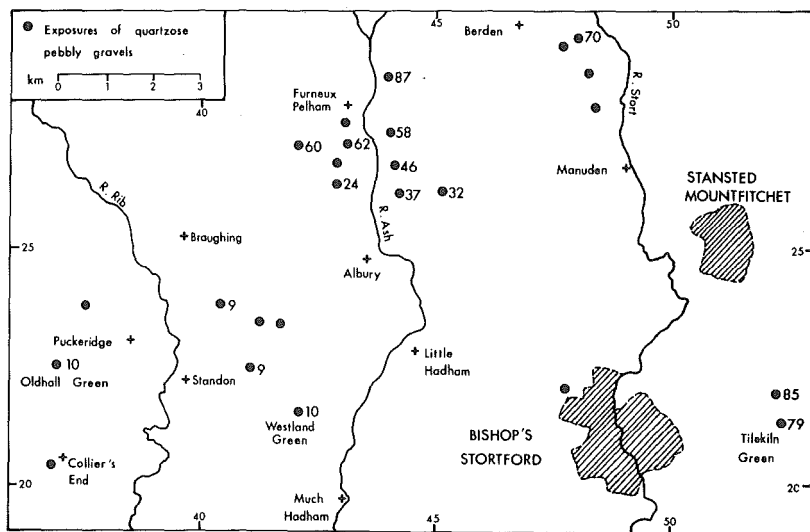 45
50
Exposures of quartzose
pebbly gravels
km 0 1 2 3
Berden
70
87
R. Stort
Furneux
Pelham
40
58
60
62
46
Manuden
STANSTED
MOUNTFITCHET
24
37
32
R. Rib
R. Ash
Braughing
25
25
Albury
9
Puckeridge
Little
Hadham
10
Oldhall Green
9
Standon
85
10
Westland
Green
BISHOP'S
STORTFORD
79
Tilekiln
Green
Collier's
End
20
20
40
Much
Hadham
45
50